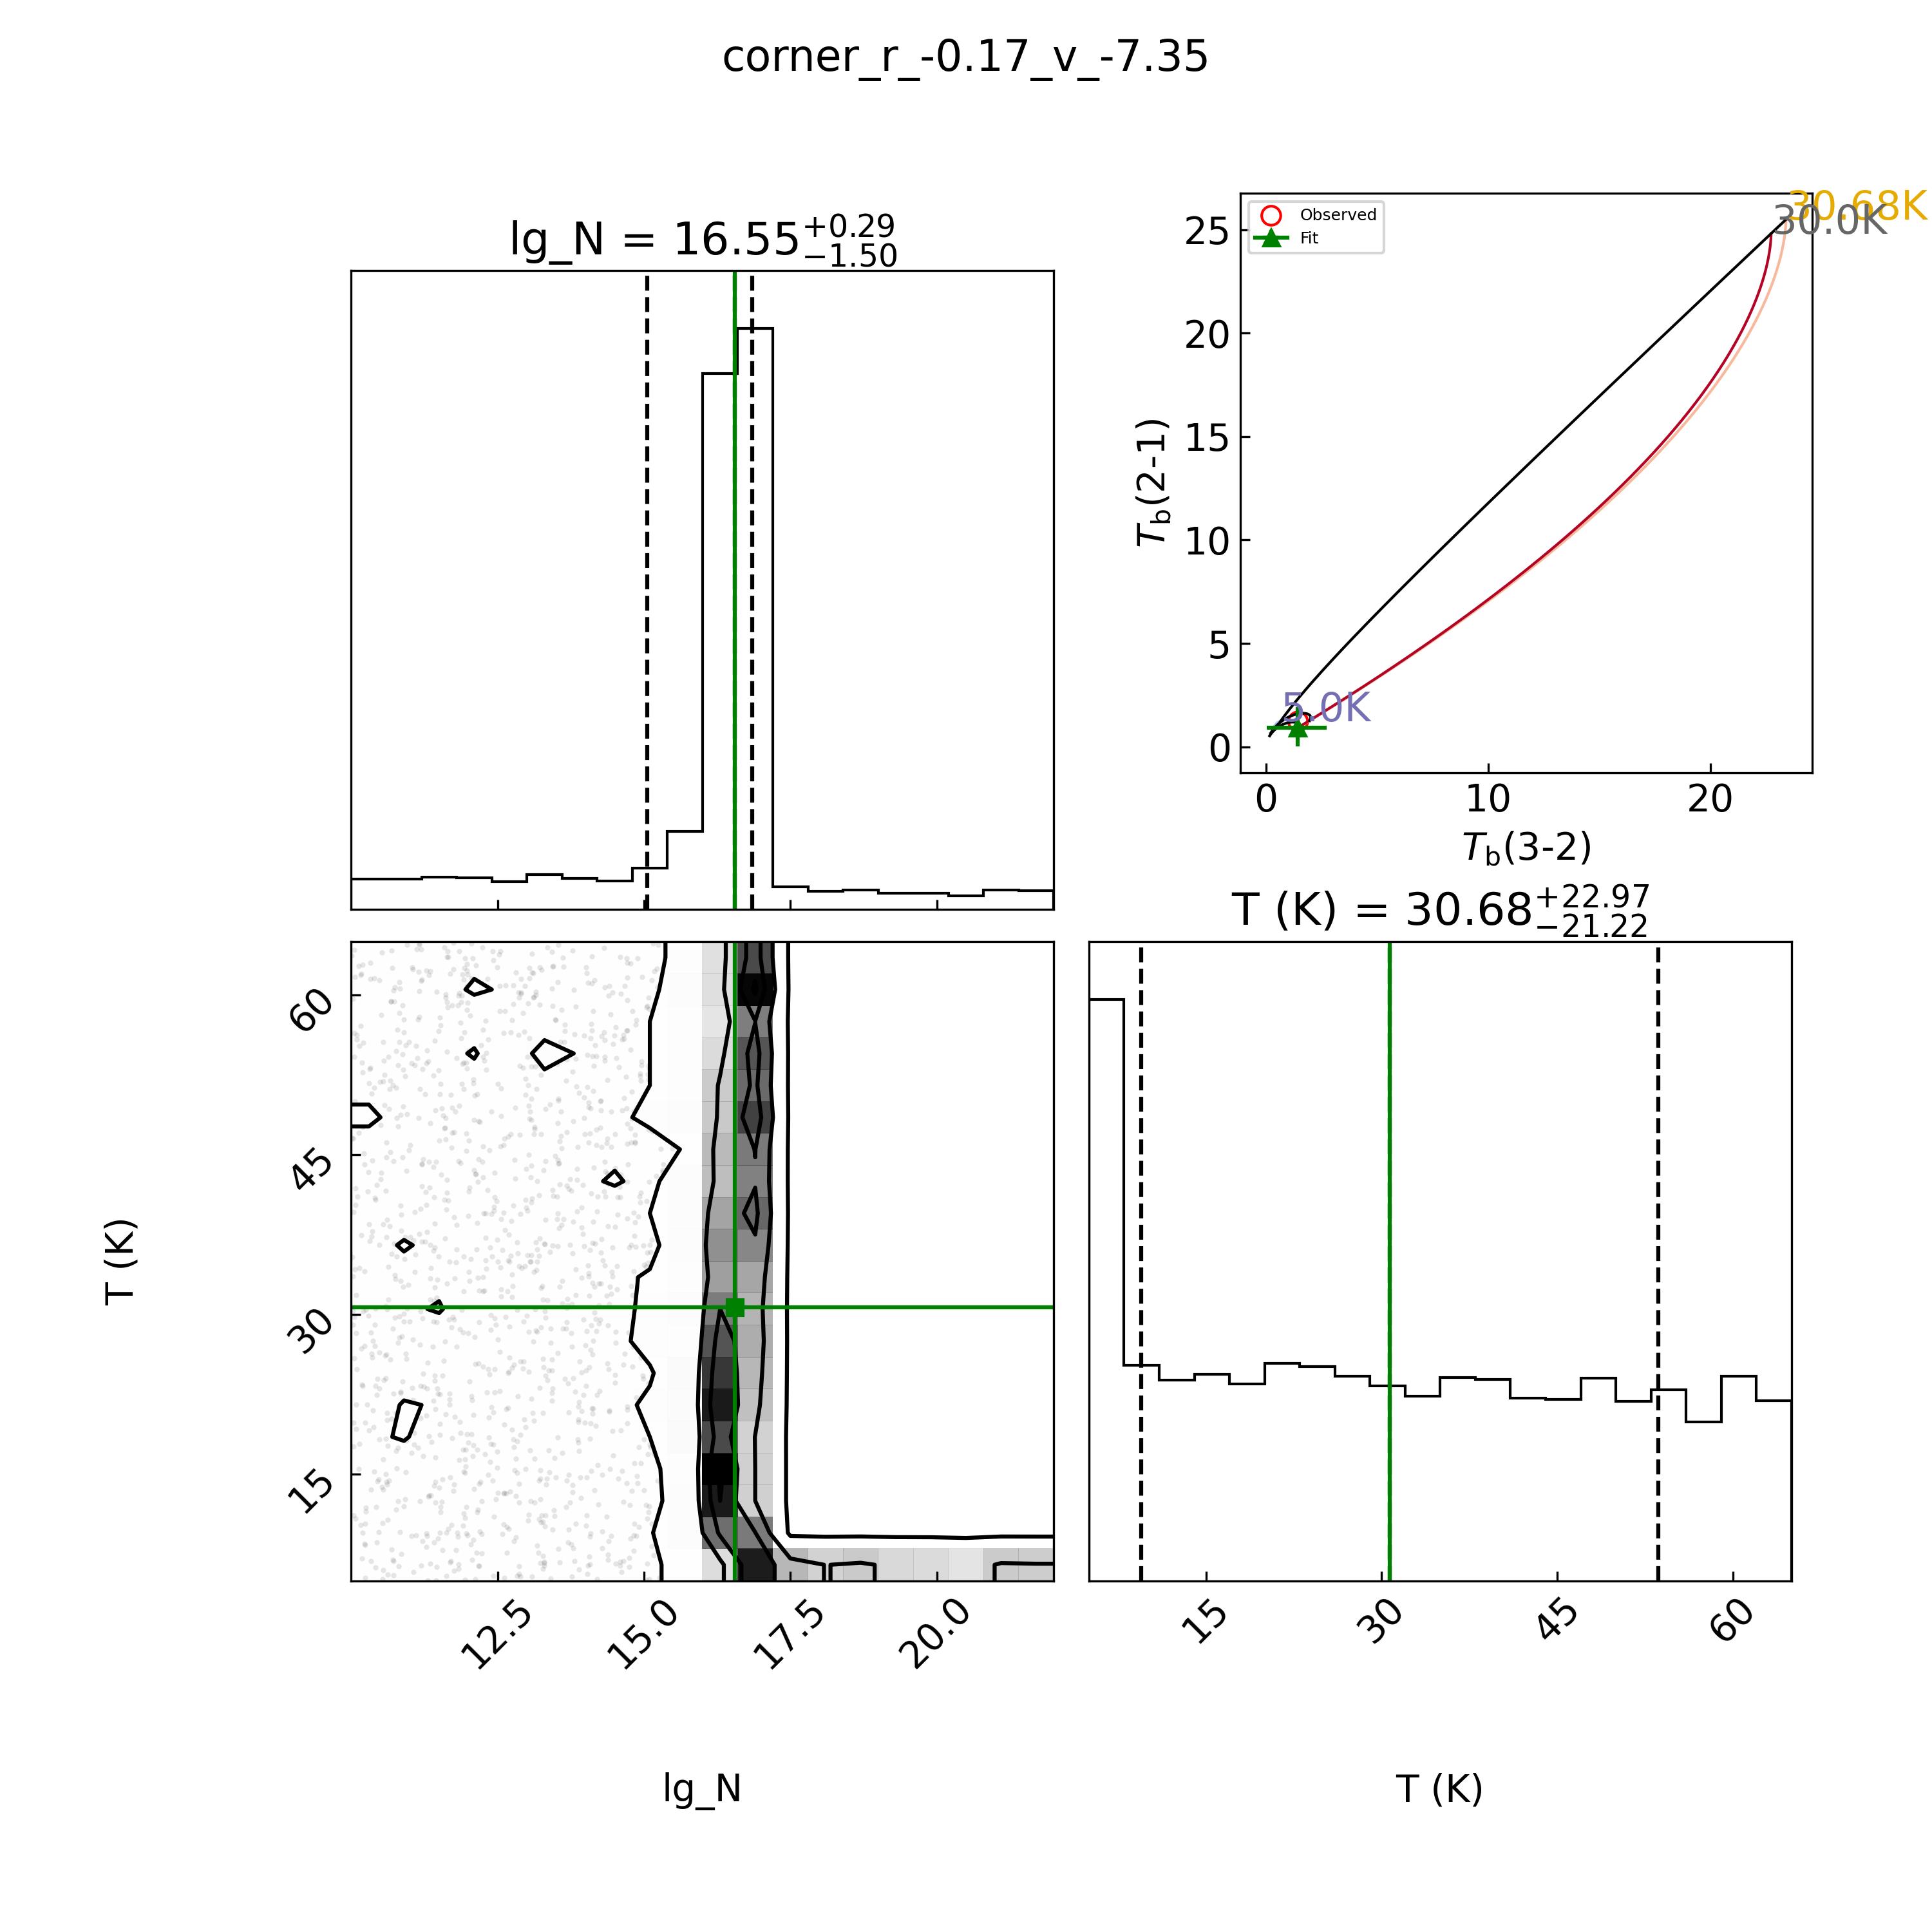 corner_r_-0.17_v_-7.35
lg_N = 16.55 +0.29 −1.50
30.68K
30.0K
Observed
Fit
25
20
15
10
5
0
5.0K
T_b(2-1)
0 10 20
T_b(3-2)
T (K) = 30.68 +22.97 −21.22
60
45
30
15
T (K)
12.5 15.0 17.5 20.0
15 30 45 60
lg_N
T (K)